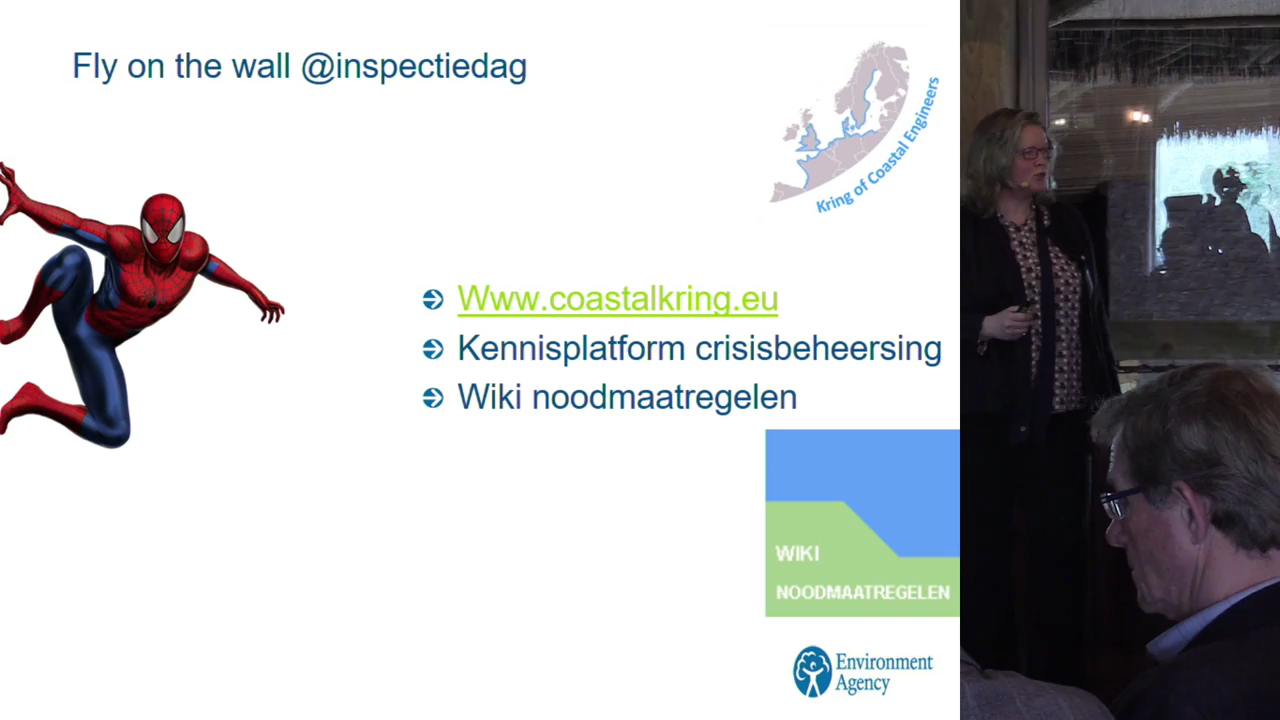 Fly on the wall @inspectiedag
Kring of Coastal Engineers
Www.coastalkring.eu
Kennisplatform crisisbeheersing
Wiki noodmaatregelen
WIKI
NOODMAATREGELEN
Environment
Agency